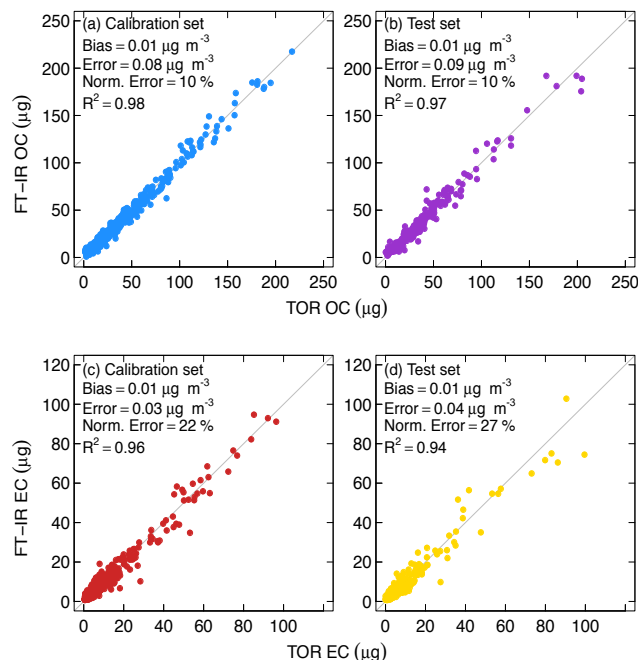 (a) Calibration set
Bias = 0.01 µg m⁻³
Error = 0.08 µg m⁻³
Norm. Error = 10 %
R² = 0.98
250
200
150
100
50
0
0 50 100 150 200 250
FT−IR OC (µg)
(b) Test set
Bias = 0.01 µg m⁻³
Error = 0.09 µg m⁻³
Norm. Error = 10 %
R² = 0.97
0 50 100 150 200 250
TOR OC (µg)
(c) Calibration set
Bias = 0.01 µg m⁻³
Error = 0.03 µg m⁻³
Norm. Error = 22 %
R² = 0.96
120
100
80
60
40
20
0
0 20 40 60 80 100
FT−IR EC (µg)
(d) Test set
Bias = 0.01 µg m⁻³
Error = 0.04 µg m⁻³
Norm. Error = 27 %
R² = 0.94
0 20 40 60 80 100
TOR EC (µg)